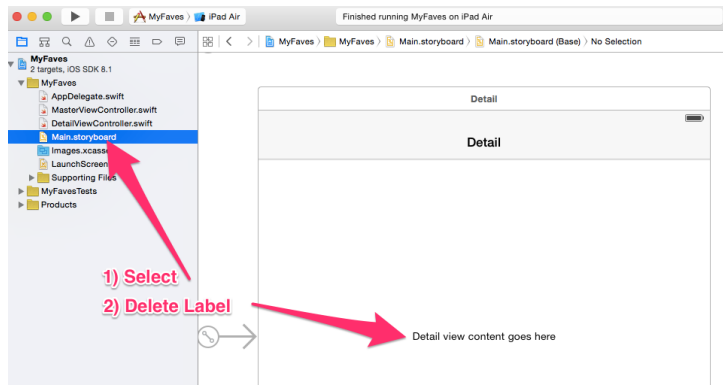 MyFaves > iPad Air
Finished running MyFaves on iPad Air
MyFaves > MyFaves > Main.storyboard > Main.storyboard (Base) > No Selection
MyFaves
2 targets, iOS SDK 8.1
MyFaves
AppDelegate.swift
MasterViewController.swift
DetailViewController.swift
Main.storyboard
Images.xcasse
LaunchScreen
Supporting Files
MyFavesTests
Products
Detail
Detail
1) Select
2) Delete Label
Detail view content goes here